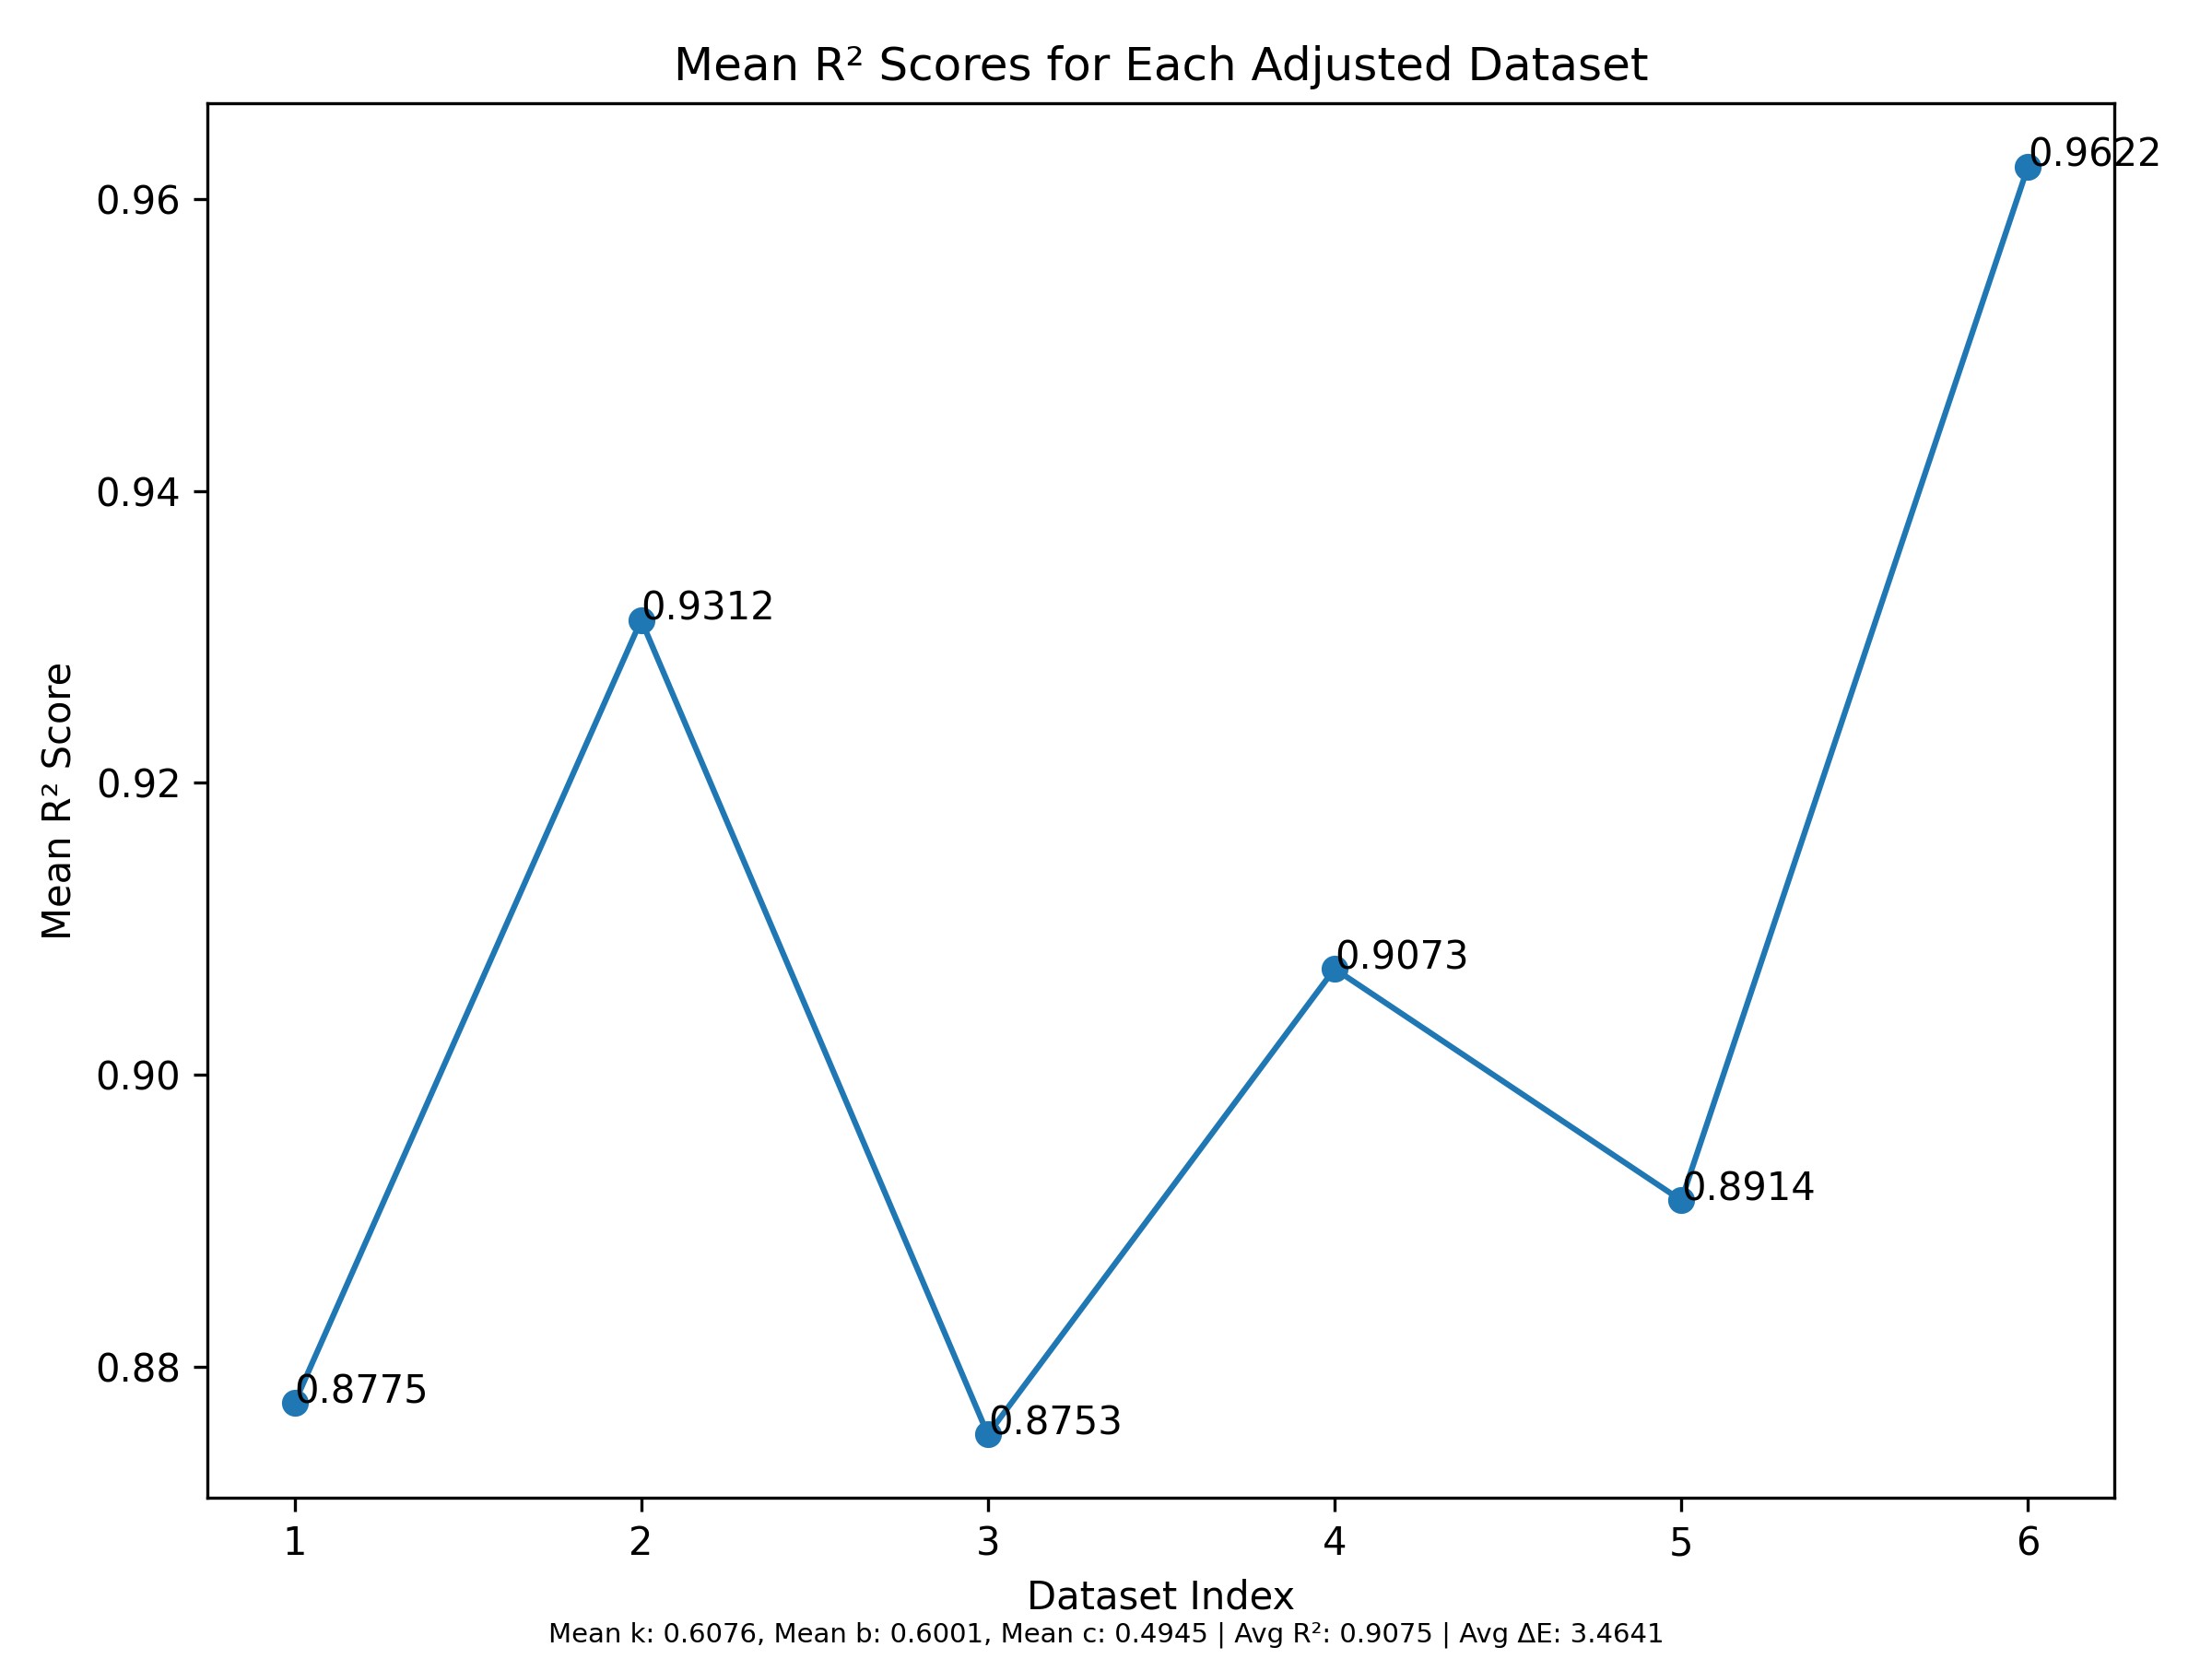 Mean R² Scores for Each Adjusted Dataset
0.9622
0.96
0.94
0.9312
0.92
Mean R² Score
0.9073
0.90
0.8914
0.88
0.8775
0.8753
1 2 3 4 5 6
Dataset Index
Mean k: 0.6076, Mean b: 0.6001, Mean c: 0.4945 | Avg R²: 0.9075 | Avg ΔE: 3.4641